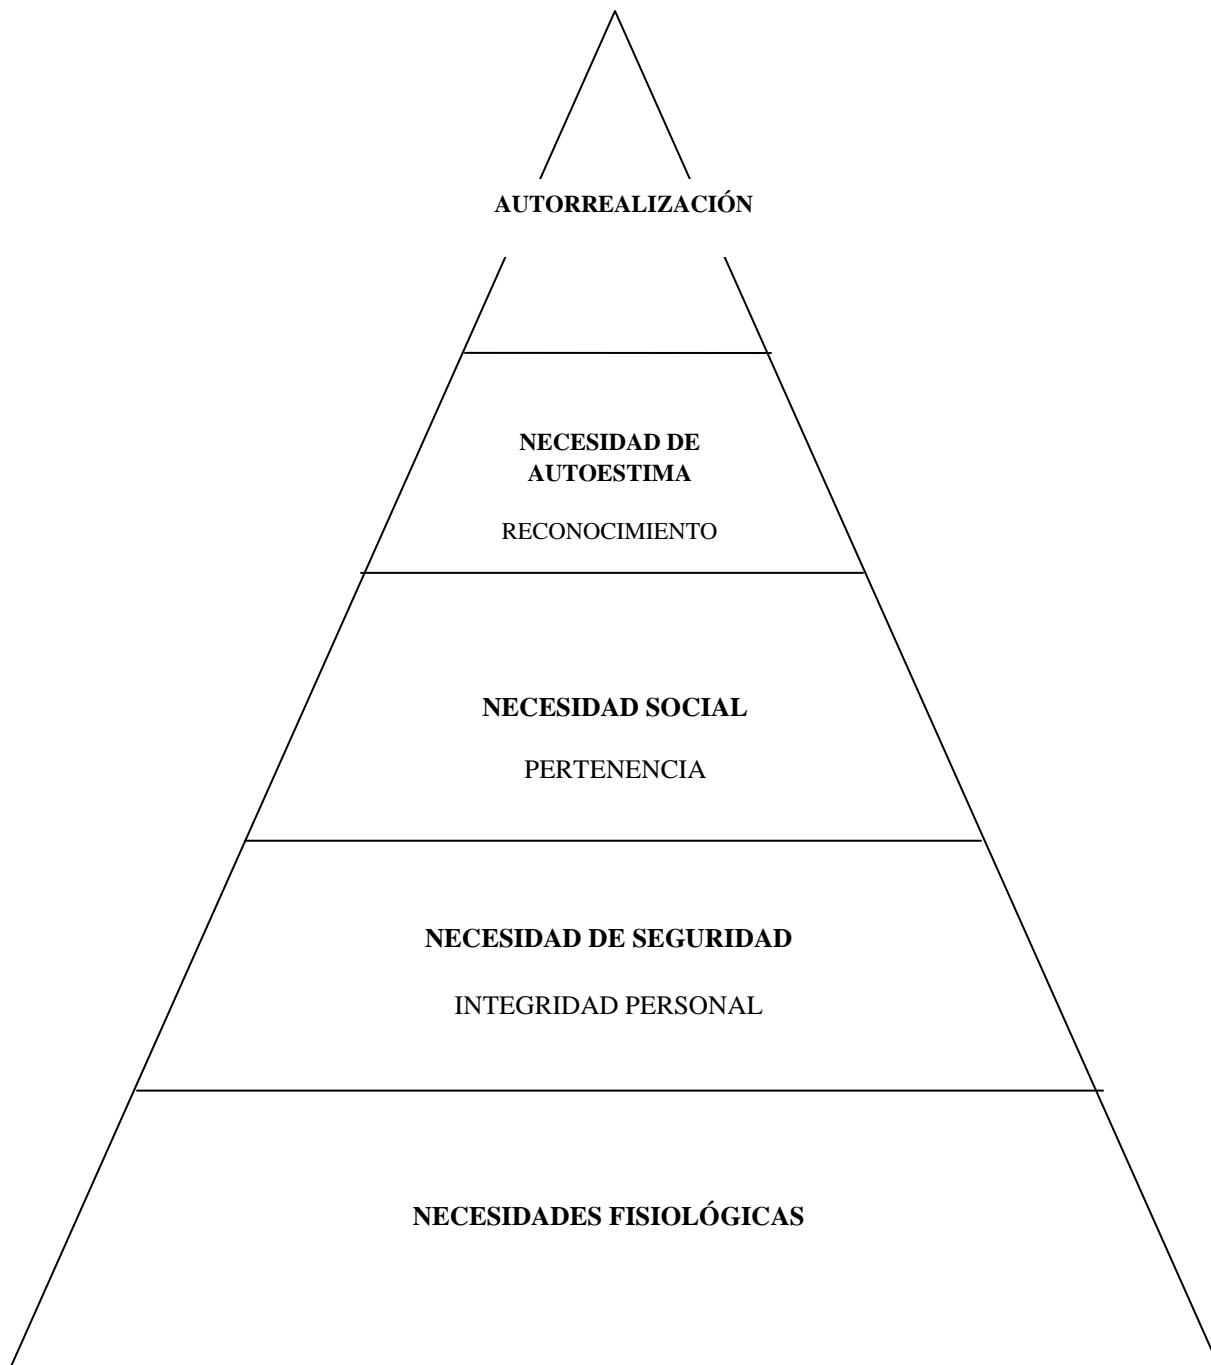 AUTORREALIZACIÓN
NECESIDAD DE
AUTOESTIMA
RECONOCIMIENTO
NECESIDAD SOCIAL
PERTENENCIA
NECESIDAD DE SEGURIDAD
INTEGRIDAD PERSONAL
NECESIDADES FISIOLÓGICAS